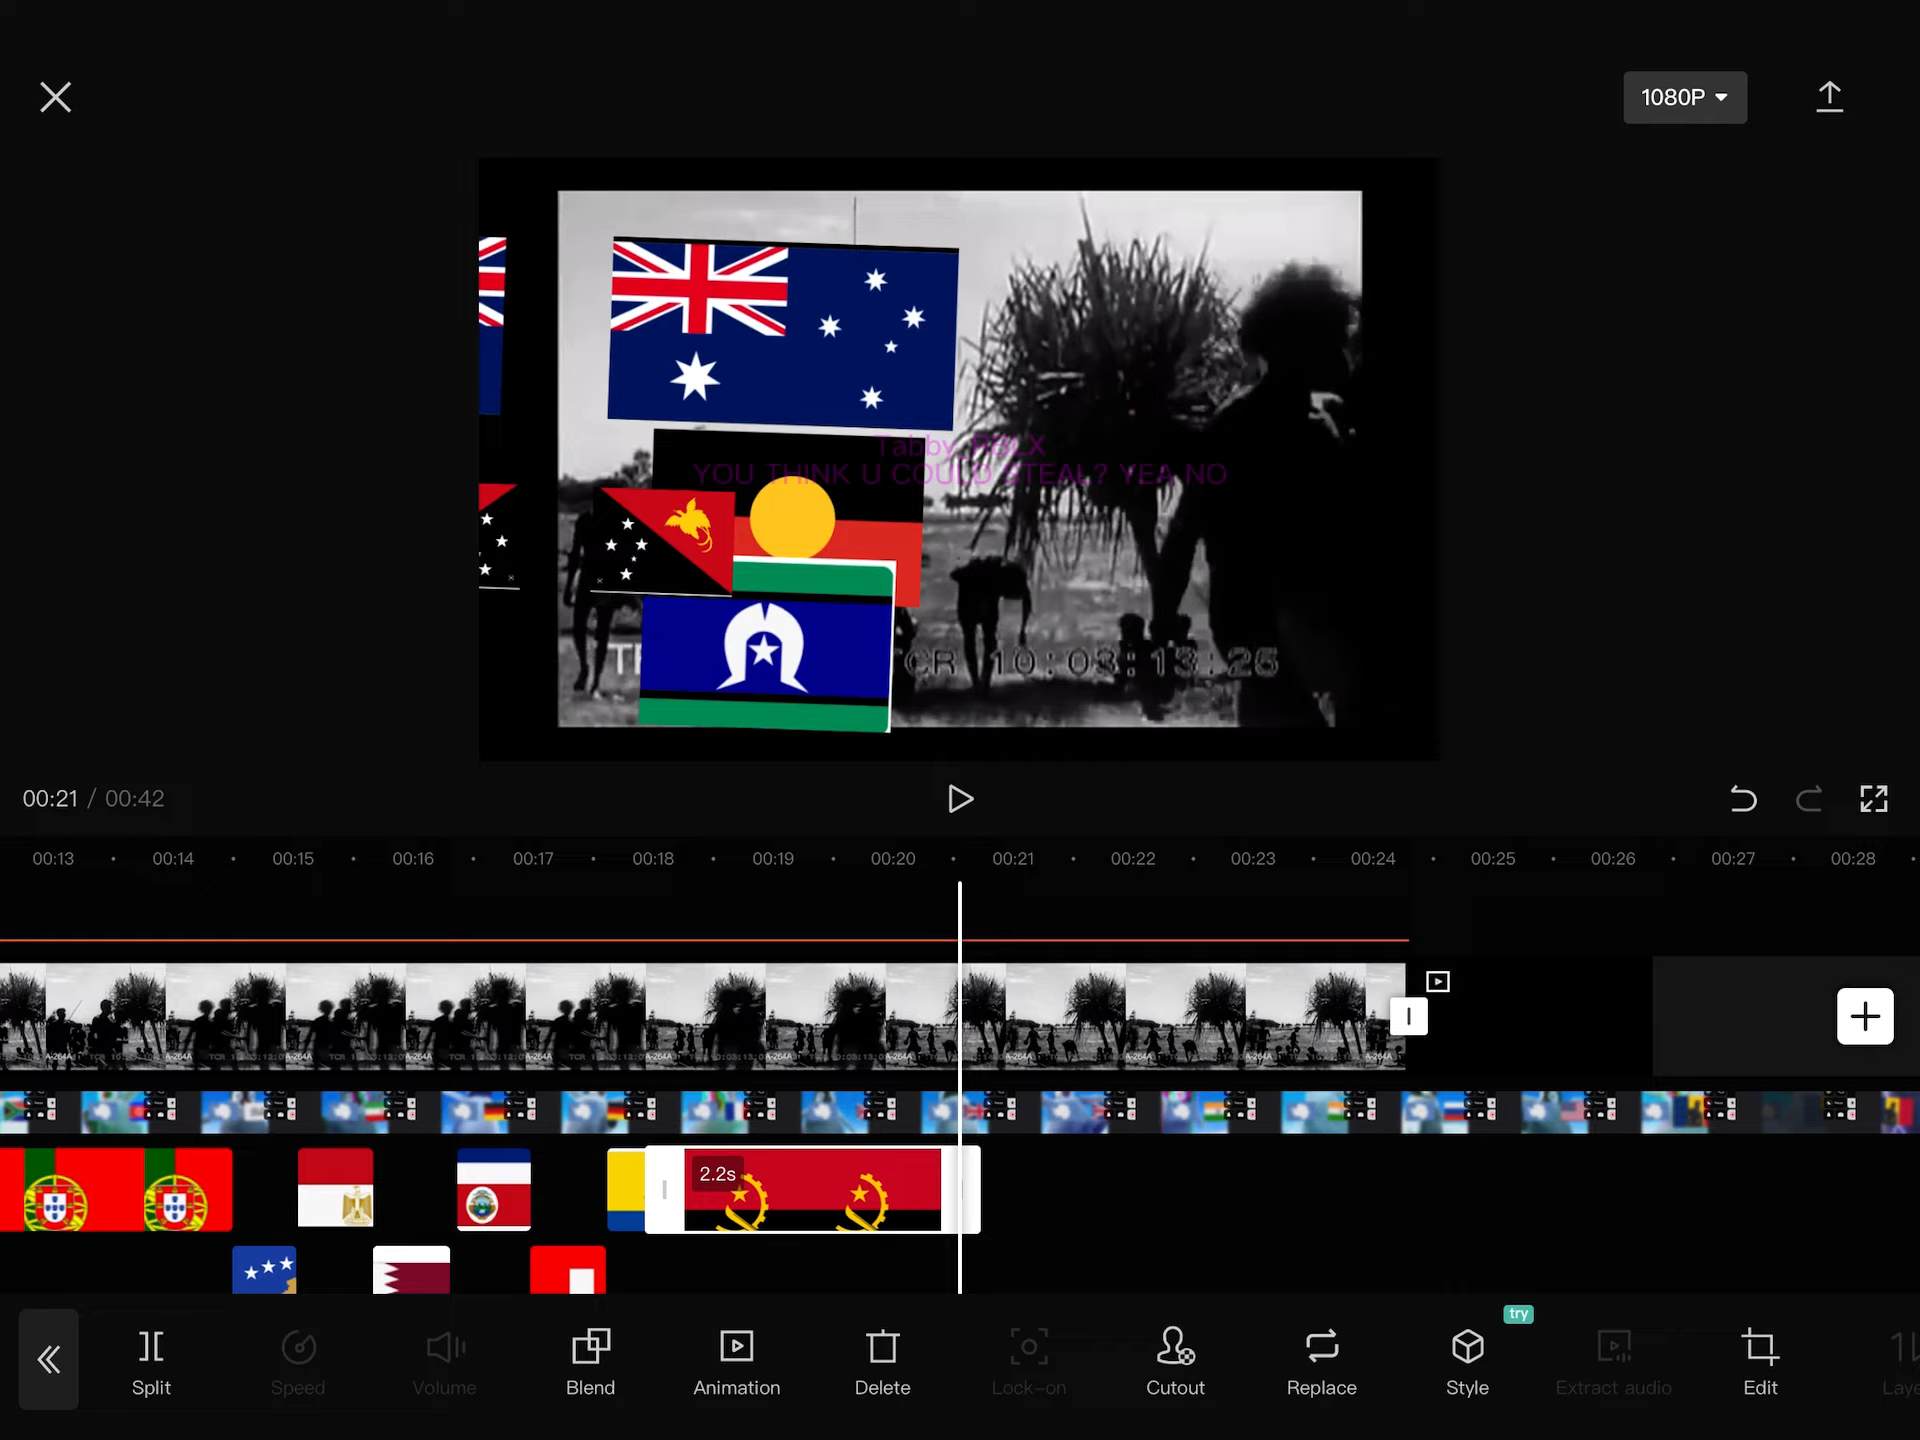 1080P
Tabby_RBLX
YOU THINK U COULD STEAL? YEA NO
TCR 10:03:13:26
00:21 / 00:42
00:13 00:14 00:15 00:16 00:17 00:18 00:19 00:20 00:21 00:22 00:23 00:24 00:25 00:26 00:27 00:28
2.2s
try
Split Speed Volume Blend Animation Delete Lock-on Cutout Replace Style Extract audio Edit